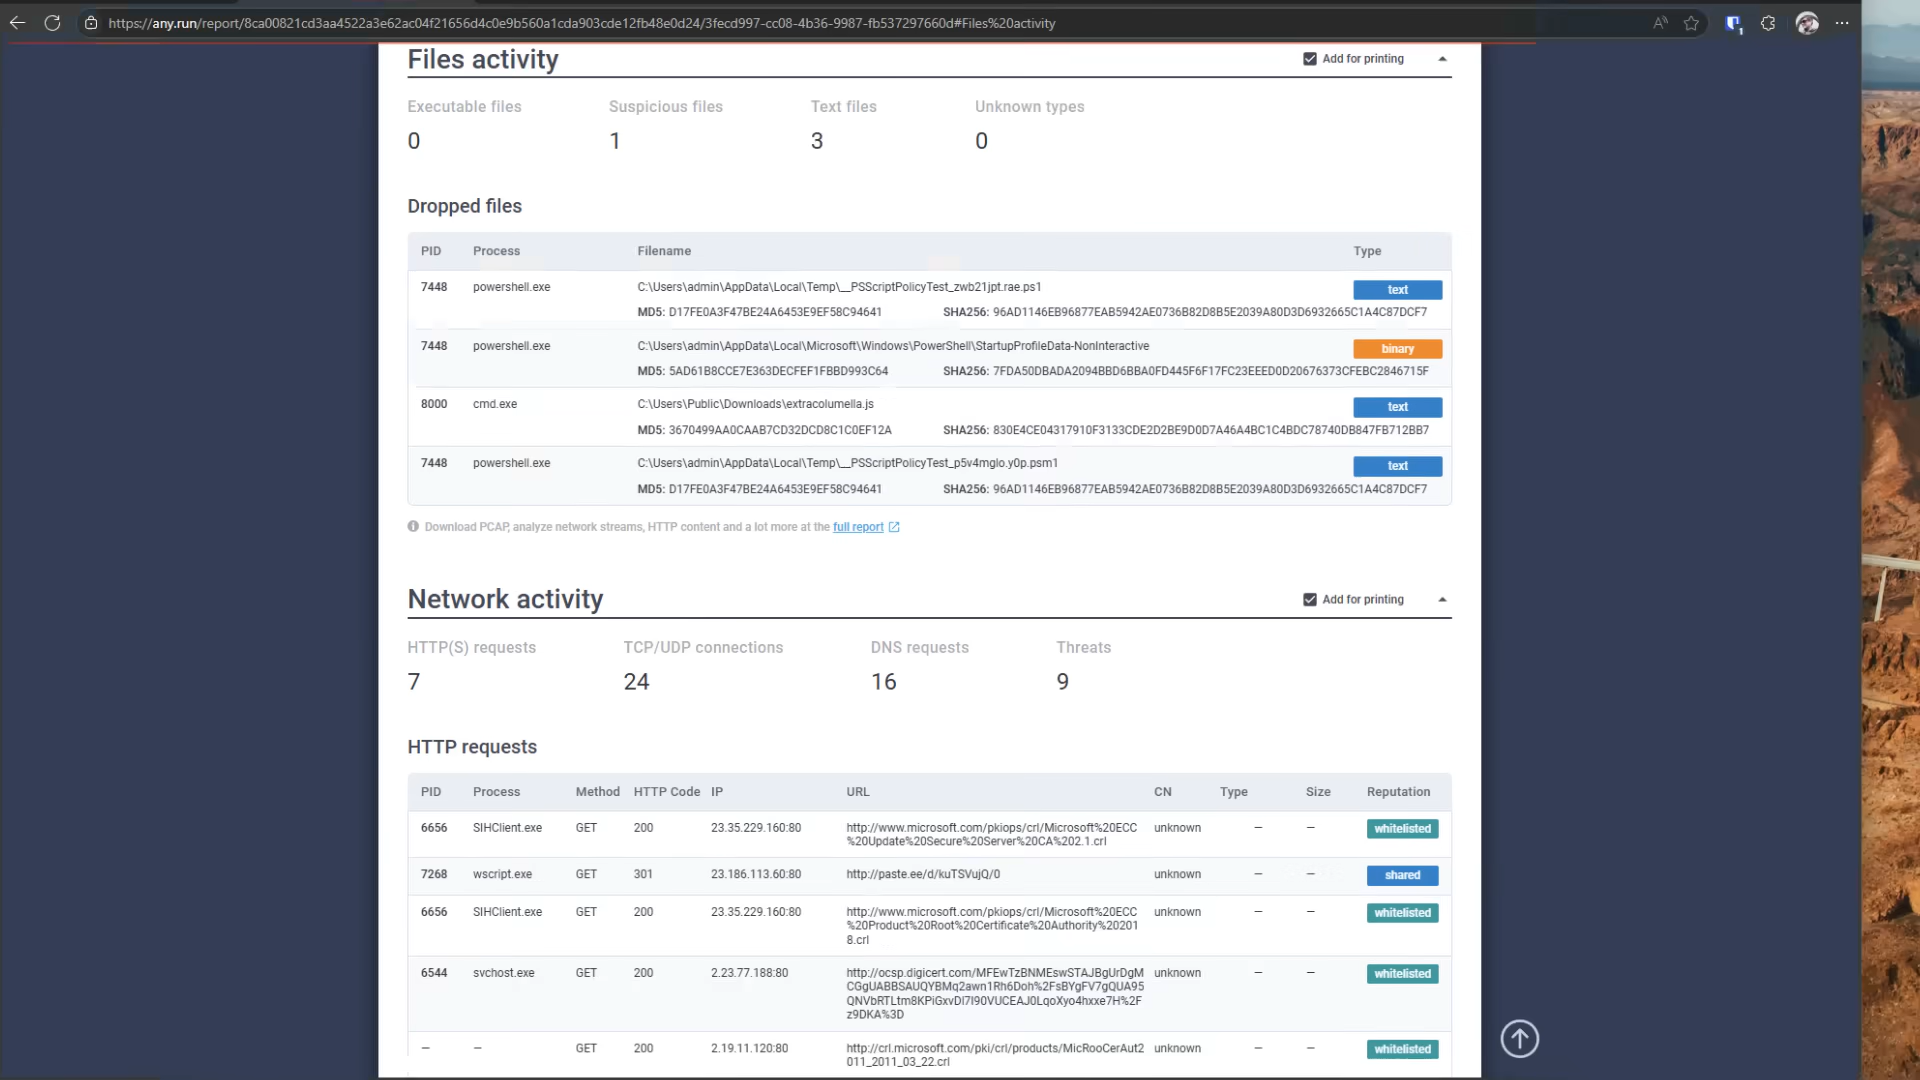 https://any.run/report/8ca00821cd3aa4522a3e62ac04f21656d4c0e9b560a1cda903cde12fb48e0d24/3fecd997-cc08-4b36-9987-fb537297660d#Files%20activity
Files activity
Add for printing
Executable files Suspicious files Text files Unknown types
0 1 3 0
Dropped files
PID Process Filename Type
7448 powershell.exe C:\Users\admin\AppData\Local\Temp\__PSScriptPolicyTest_zwb21jpt.rae.ps1 text
MD5: D17FE0A3F47BE24A6453E9EF58C94641 SHA256: 96AD1146EB96877EAB5942AE0736B82D8B5E2039A80D3D6932665C1A4C87DCF7
7448 powershell.exe C:\Users\admin\AppData\Local\Microsoft\Windows\PowerShell\StartupProfileData-NonInteractive binary
MD5: 5AD61B8CCE7E363DECFEF1FBBD993C64 SHA256: 7FDA50DBADA2094BBD6BBA0FD445F6F17FC23EEED0D20676373CFEBC2846715F
8000 cmd.exe C:\Users\Public\Downloads\extracolumella.js text
MD5: 3670499AA0CAAB7CD32DCD8C1C0EF12A SHA256: 830E4CE04317910F3133CDE2D2BE9D0D7A46A4BC1C4BDC78740DB847FB712BB7
7448 powershell.exe C:\Users\admin\AppData\Local\Temp\__PSScriptPolicyTest_p5v4mglo.y0p.psm1 text
MD5: D17FE0A3F47BE24A6453E9EF58C94641 SHA256: 96AD1146EB96877EAB5942AE0736B82D8B5E2039A80D3D6932665C1A4C87DCF7
Download PCAP, analyze network streams, HTTP content and a lot more at the full report
Network activity
Add for printing
HTTP(S) requests TCP/UDP connections DNS requests Threats
7 24 16 9
HTTP requests
PID Process Method HTTP Code IP URL CN Type Size Reputation
6656 SIHClient.exe GET 200 23.35.229.160:80 http://www.microsoft.com/pkiops/crl/Microsoft%20ECC unknown – – whitelisted
%20Update%20Secure%20Server%20CA%202.1.crl
7268 wscript.exe GET 301 23.186.113.60:80 http://paste.ee/d/kuTSVujQ/0 unknown – – shared
6656 SIHClient.exe GET 200 23.35.229.160:80 http://www.microsoft.com/pkiops/crl/Microsoft%20ECC unknown – – whitelisted
%20Product%20Root%20Certificate%20Authority%20201
8.crl
6544 svchost.exe GET 200 2.23.77.188:80 http://ocsp.digicert.com/MFEwTzBNMEswSTAJBgUrDgM unknown – – whitelisted
CGgUABBSAUQYBMq2awn1Rh6Doh%2FsBYgFV7gQUA95
QNVbRTLtm8KPiGxvDl7I90VUCEAJ0LqoXyo4hxxe7H%2F
z9DKA%3D
– – GET 200 2.19.11.120:80 http://crl.microsoft.com/pki/crl/products/MicRooCerAut2 unknown – – whitelisted
011_2011_03_22.crl